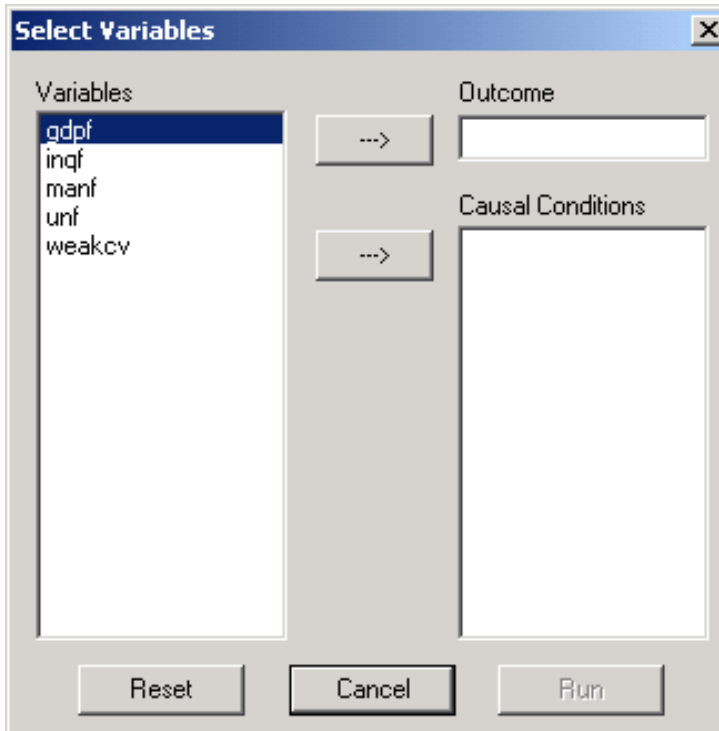 Select Variables
Variables
gdpf
inqf
manf
unf
weakcv
--->
Outcome
--->
Causal Conditions
Reset
Cancel
Run